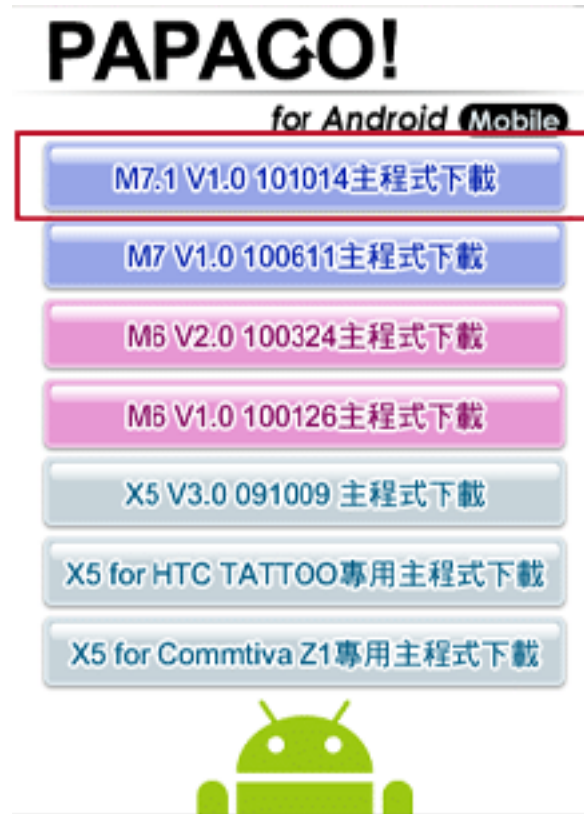 PAPAGO!
for Android Mobile
M7.1 V1.0 101014主程式下載
M7 V1.0 100611主程式下載
M6 V2.0 100324主程式下載
M6 V1.0 100126主程式下載
X5 V3.0 091009 主程式下載
X5 for HTC TATTOO專用主程式下載
X5 for Commtiva Z1專用主程式下載